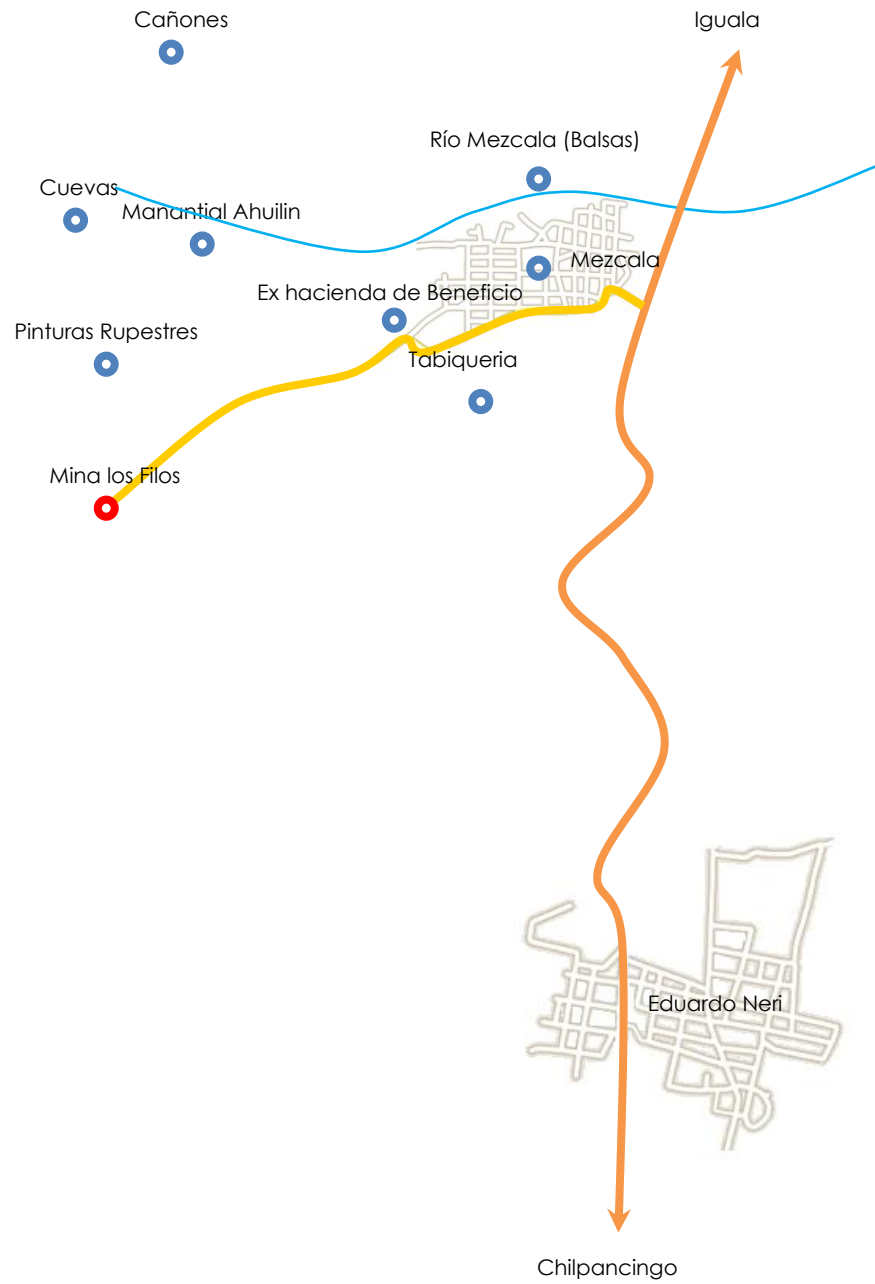 Cañones
Iguala
Río Mezcala (Balsas)
Cuevas
Manantial Ahuilin
Mezcala
Ex hacienda de Beneficio
Pinturas Rupestres
Tabiqueria
Mina los Filos
Eduardo Neri
Chilpancingo